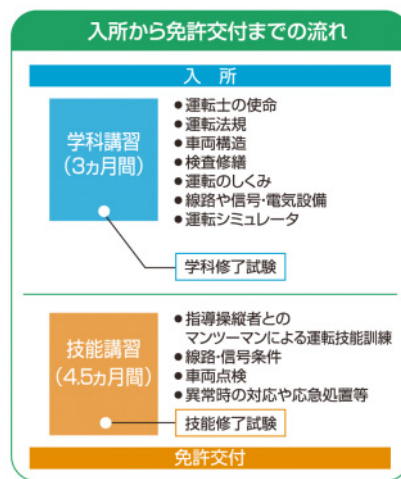 入所から免許交付までの流れ
入 所
学科講習
(3ヵ月間)
●運転士の使命
●運転法規
●車両構造
●検査修繕
●運転のしくみ
●線路や信号・電気設備
●運転シミュレータ
学科修了試験
技能講習
(4.5ヵ月間)
●指導操縦者との
マンツーマンによる運転技能訓練
●線路・信号条件
●車両点検
●異常時の対応や応急処置等
技能修了試験
免許交付